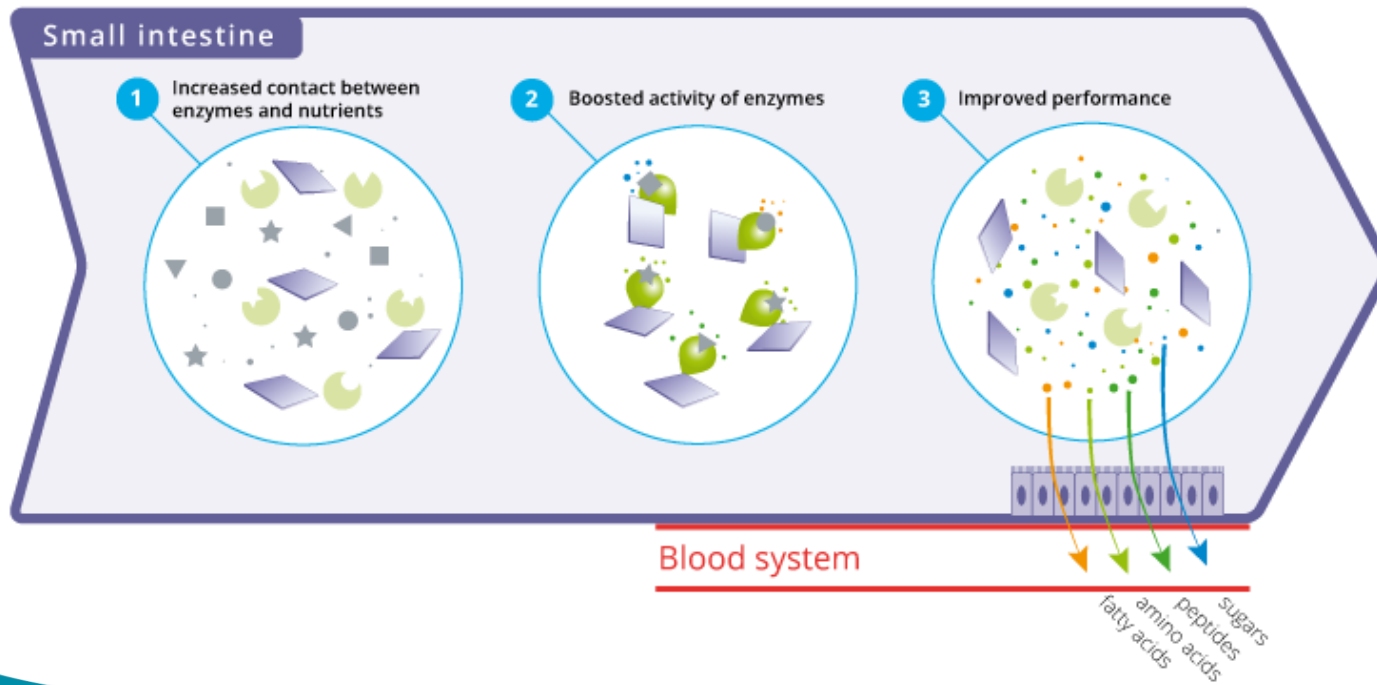 Small intestine
1
Increased contact between
enzymes and nutrients
2
Boosted activity of enzymes
3
Improved performance
Blood system
fatty acids
amino acids
peptides
sugars